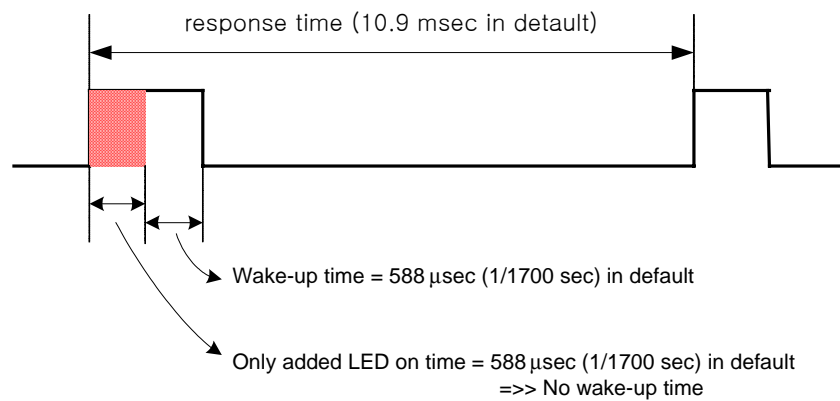 response time (10.9 msec in detault)
Wake-up time = 588 μsec (1/1700 sec) in default
Only added LED on time = 588 μsec (1/1700 sec) in default
=>> No wake-up time